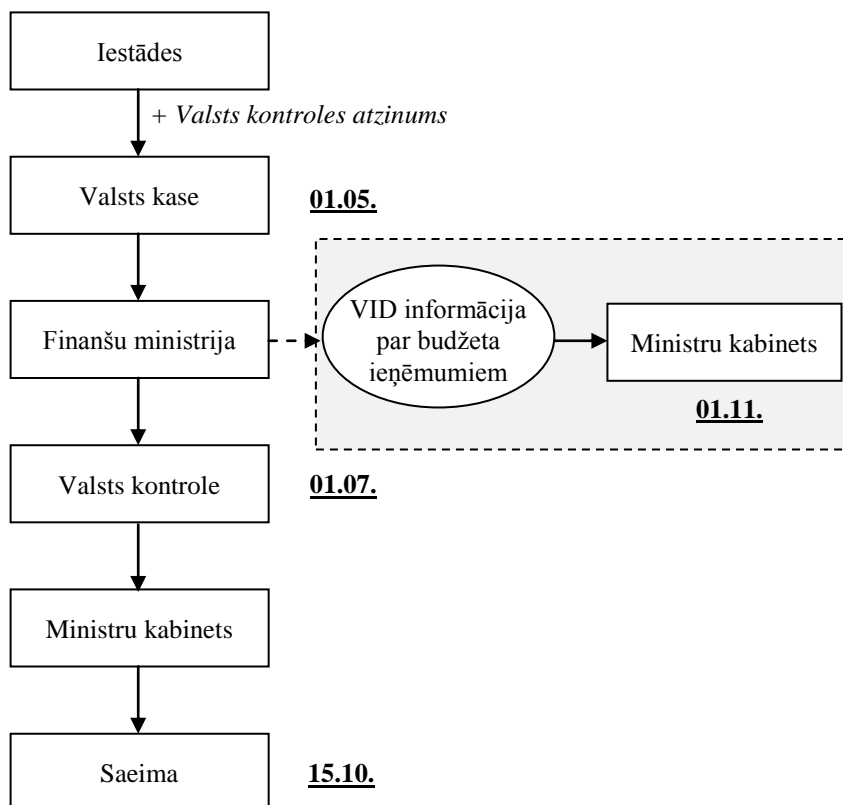 Iestādes
+ Valsts kontroles atzinums
Valsts kase
01.05.
Finanšu ministrija
VID informācija
par budžeta
ieņēmumiem
Ministru kabinets
01.11.
Valsts kontrole
01.07.
Ministru kabinets
Saeima
15.10.